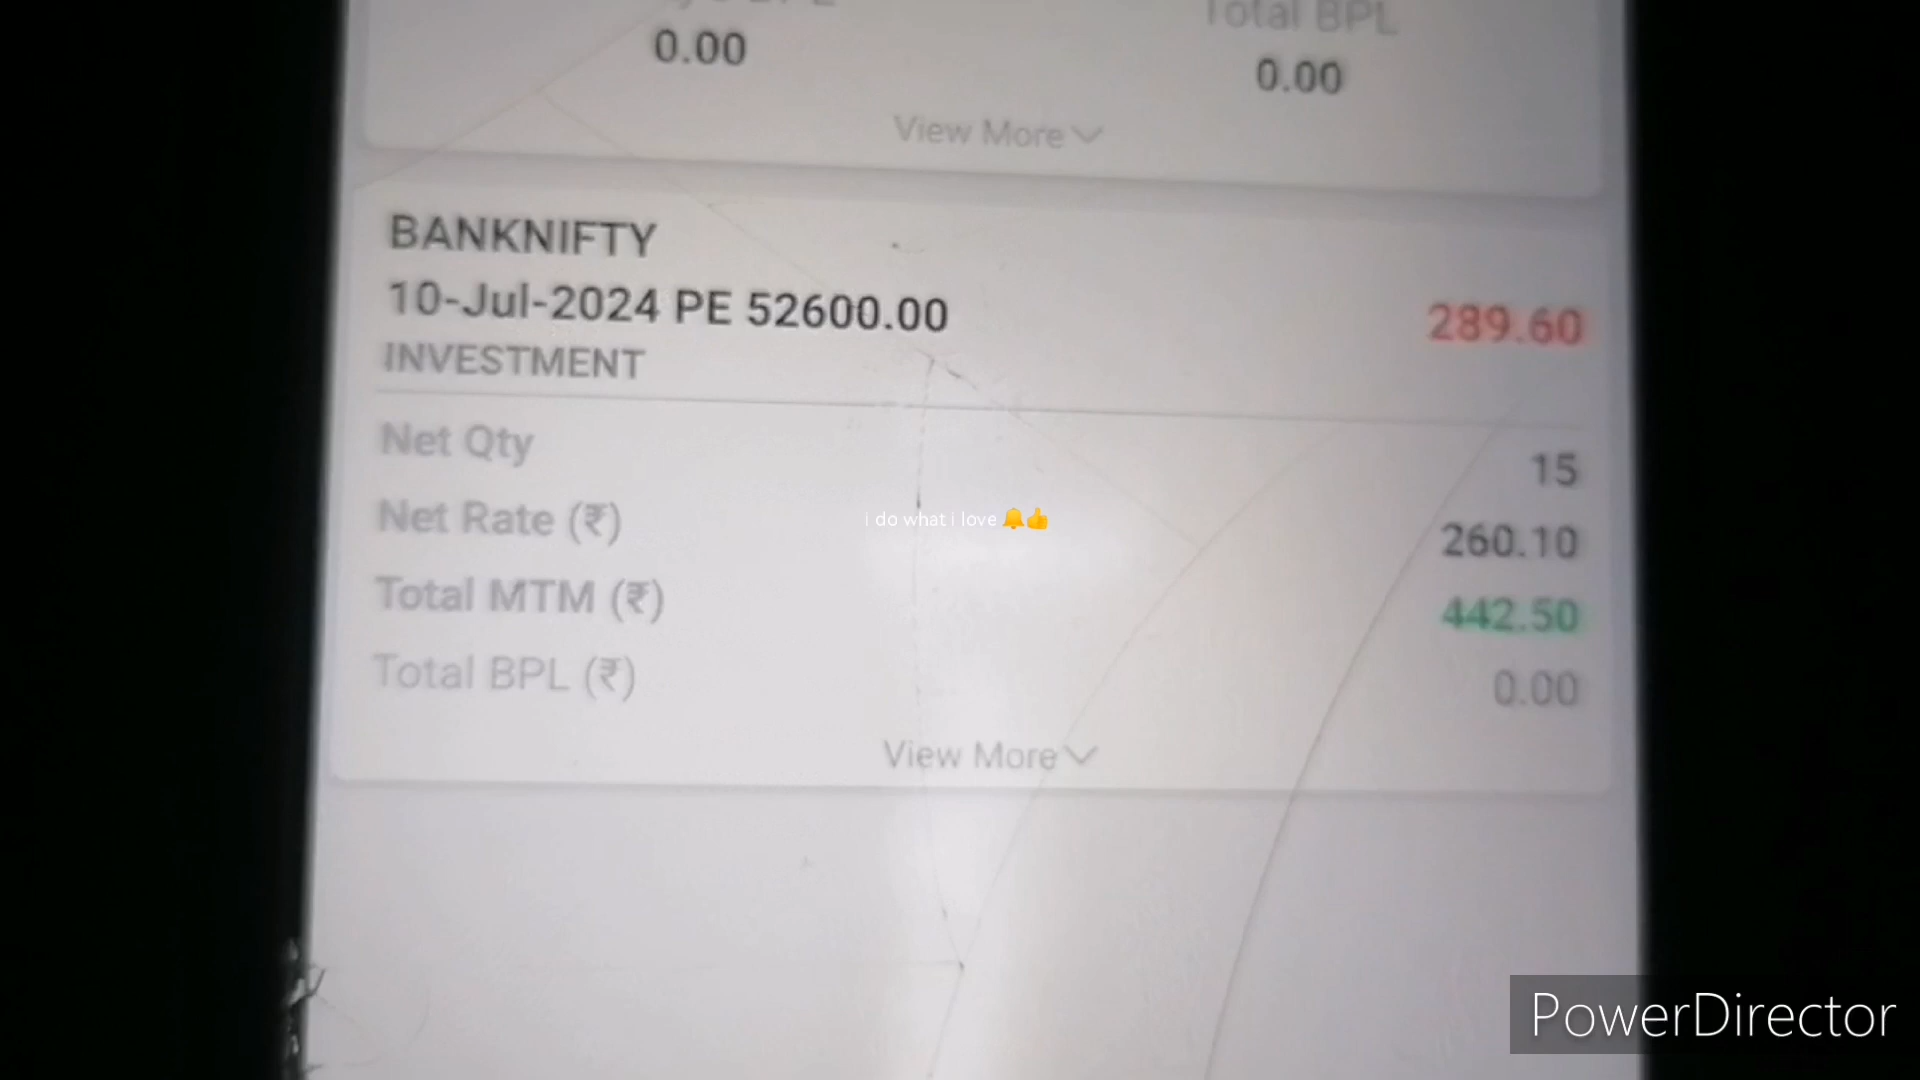 Total BPL
0.00
0.00
View More
BANKNIFTY
10-Jul-2024 PE 52600.00
289.60
INVESTMENT
Net Qty
15
Net Rate (₹)
260.10
i do what i love 🔔👍
Total MTM (₹)
442.50
Total BPL (₹)
0.00
View More
PowerDirector